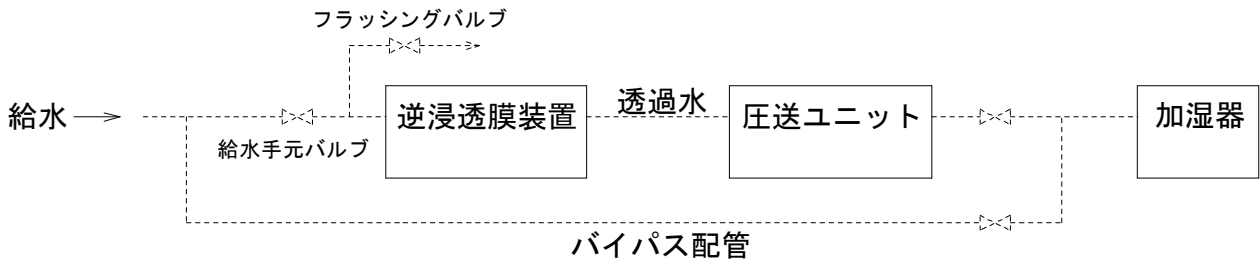 フラッシングバルブ
給水
逆浸透膜装置
透過水
圧送ユニット
加湿器
給水手元バルブ
バイパス配管